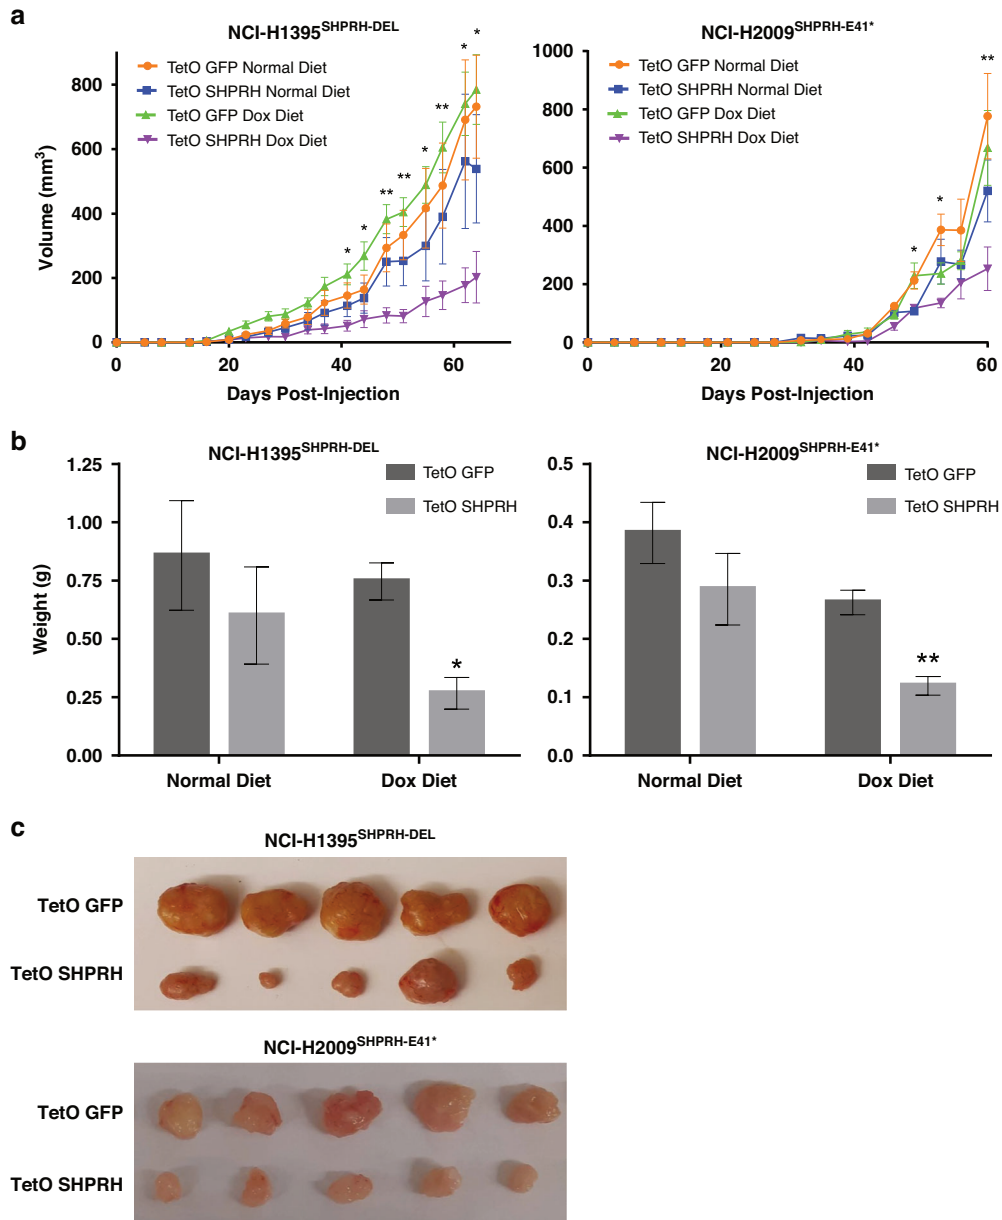 a
NCI-H1395SHPRH-DEL
TetO GFP Normal Diet
TetO SHPRH Normal Diet
TetO GFP Dox Diet
TetO SHPRH Dox Diet
Volume (mm3)
800
600
400
200
0
* * ** ** * ** * *
0 20 40 60
Days Post-Injection
NCI-H2009SHPRH-E41*
TetO GFP Normal Diet
TetO SHPRH Normal Diet
TetO GFP Dox Diet
TetO SHPRH Dox Diet
1000
800
600
400
200
0
* * **
0 20 40 60
Days Post-Injection
b
NCI-H1395SHPRH-DEL
TetO GFP
TetO SHPRH
Weight (g)
1.25
1.00
0.75
0.50
0.25
0.00
*
Normal Diet Dox Diet
NCI-H2009SHPRH-E41*
TetO GFP
TetO SHPRH
0.5
0.4
0.3
0.2
0.1
0.0
**
Normal Diet Dox Diet
c
NCI-H1395SHPRH-DEL
TetO GFP
TetO SHPRH
NCI-H2009SHPRH-E41*
TetO GFP
TetO SHPRH